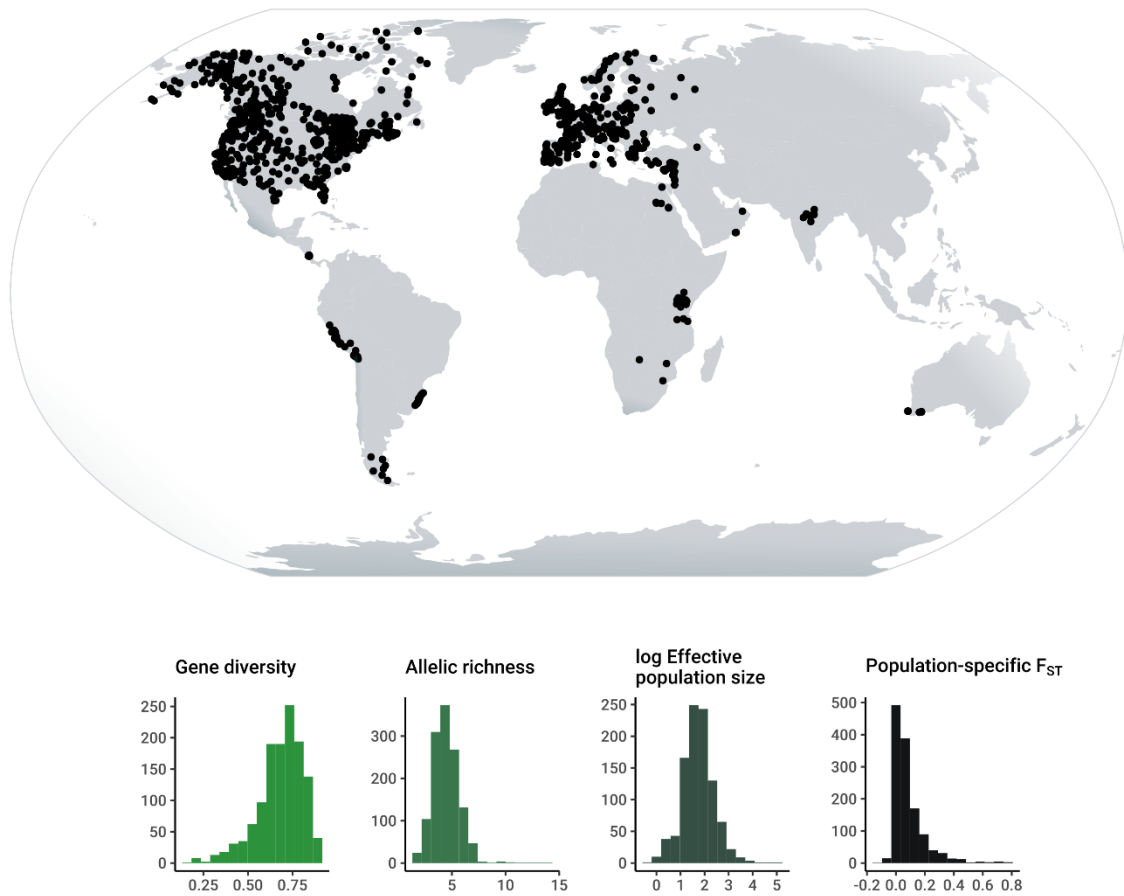 Gene diversity
Allelic richness
log Effective
population size
Population-specific FST
250
200
150
100
50
0
0.25 0.50 0.75
300
200
100
0
5 10 15
250
200
150
100
50
0
0 1 2 3 4 5
500
400
300
200
100
0
-0.2 0.0 0.2 0.4 0.6 0.8